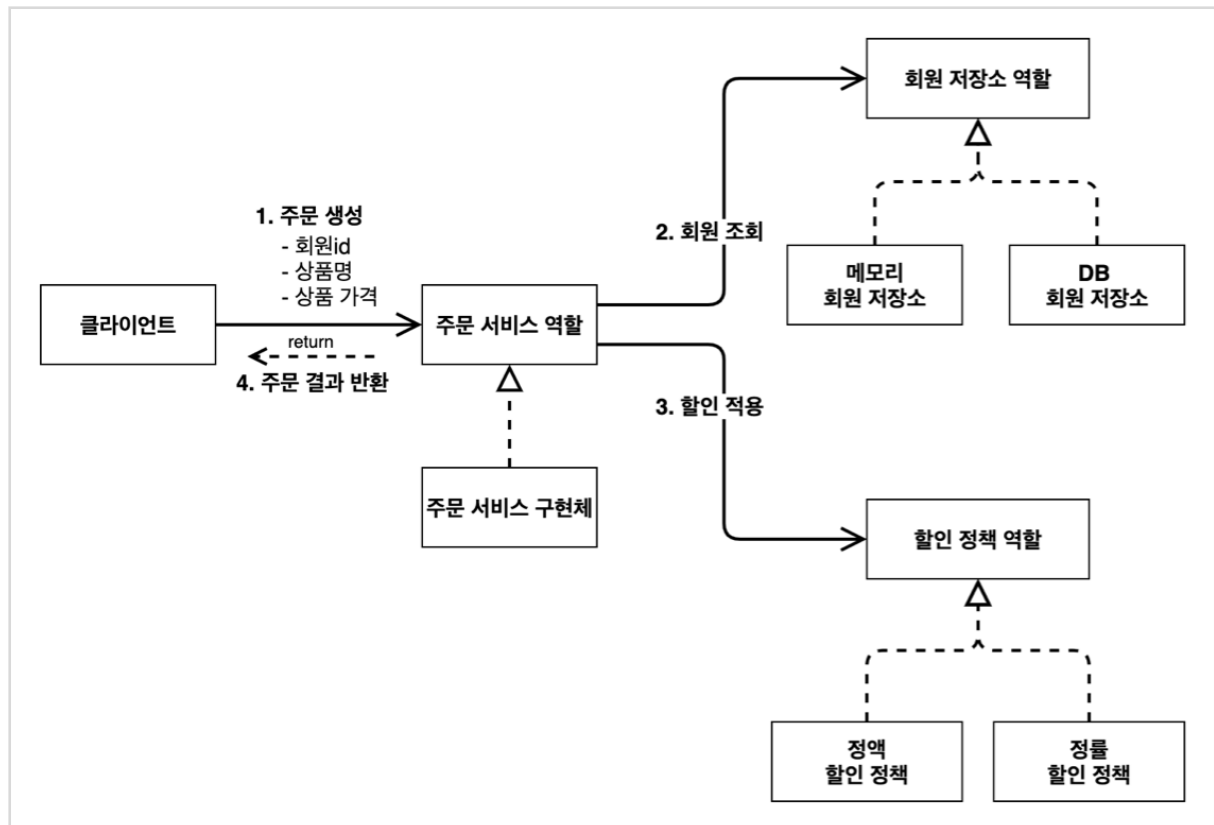 회원 저장소 역할
1. 주문 생성
- 회원id
- 상품명
- 상품 가격
2. 회원 조회
메모리
회원 저장소
DB
회원 저장소
클라이언트
주문 서비스 역할
return
4. 주문 결과 반환
3. 할인 적용
주문 서비스 구현체
할인 정책 역할
정액
할인 정책
정률
할인 정책